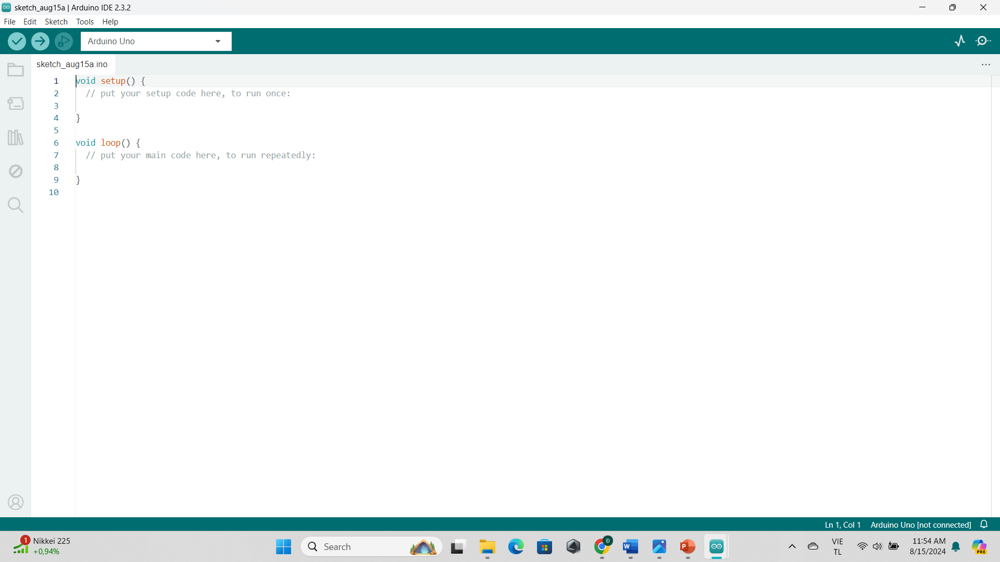 sketch_aug15a | Arduino IDE 2.3.2
File Edit Sketch Tools Help
Arduino Uno
sketch_aug15a.ino
1 void setup() {
2 // put your setup code here, to run once:
3
4 }
5
6 void loop() {
7 // put your main code here, to run repeatedly:
8
9 }
10
Ln 1, Col 1 Arduino Uno [not connected]
1 Nikkei 225
+0,94%
Search
Đ
W
P
VIE
TL
11:54 AM
8/15/2024
PRE